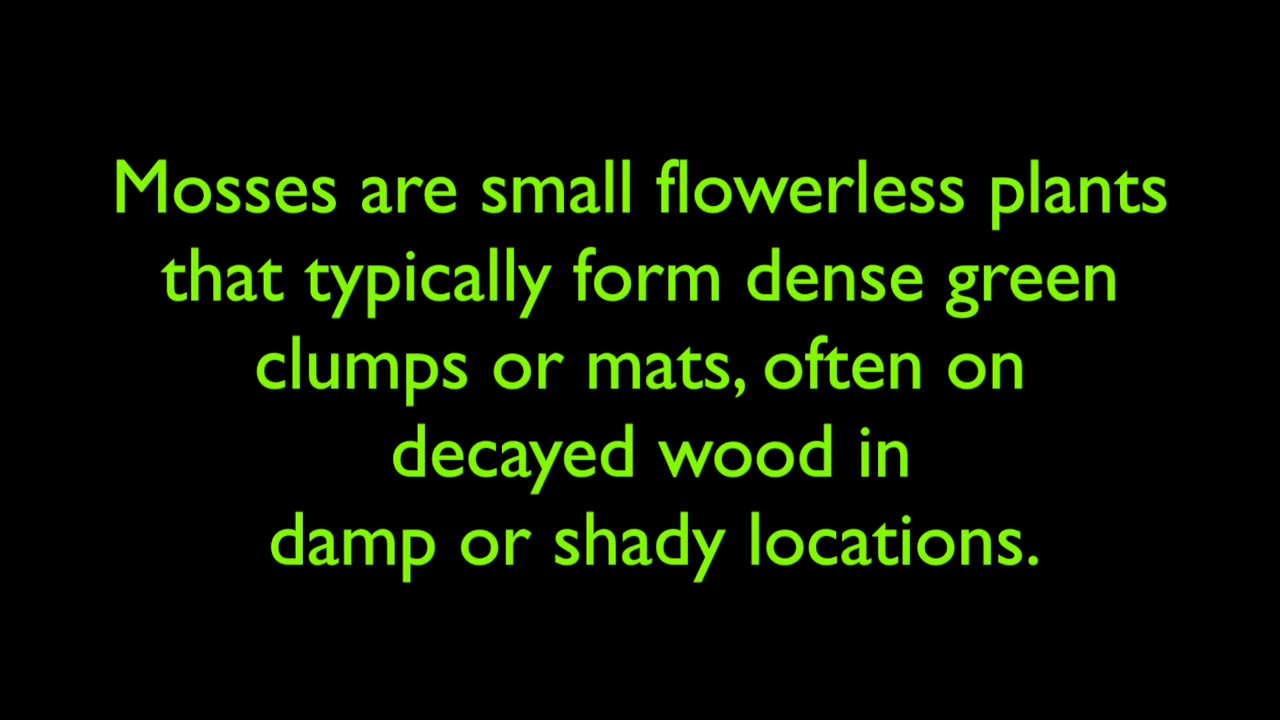 Mosses are small flowerless plants
that typically form dense green
clumps or mats, often on
decayed wood in
damp or shady locations.